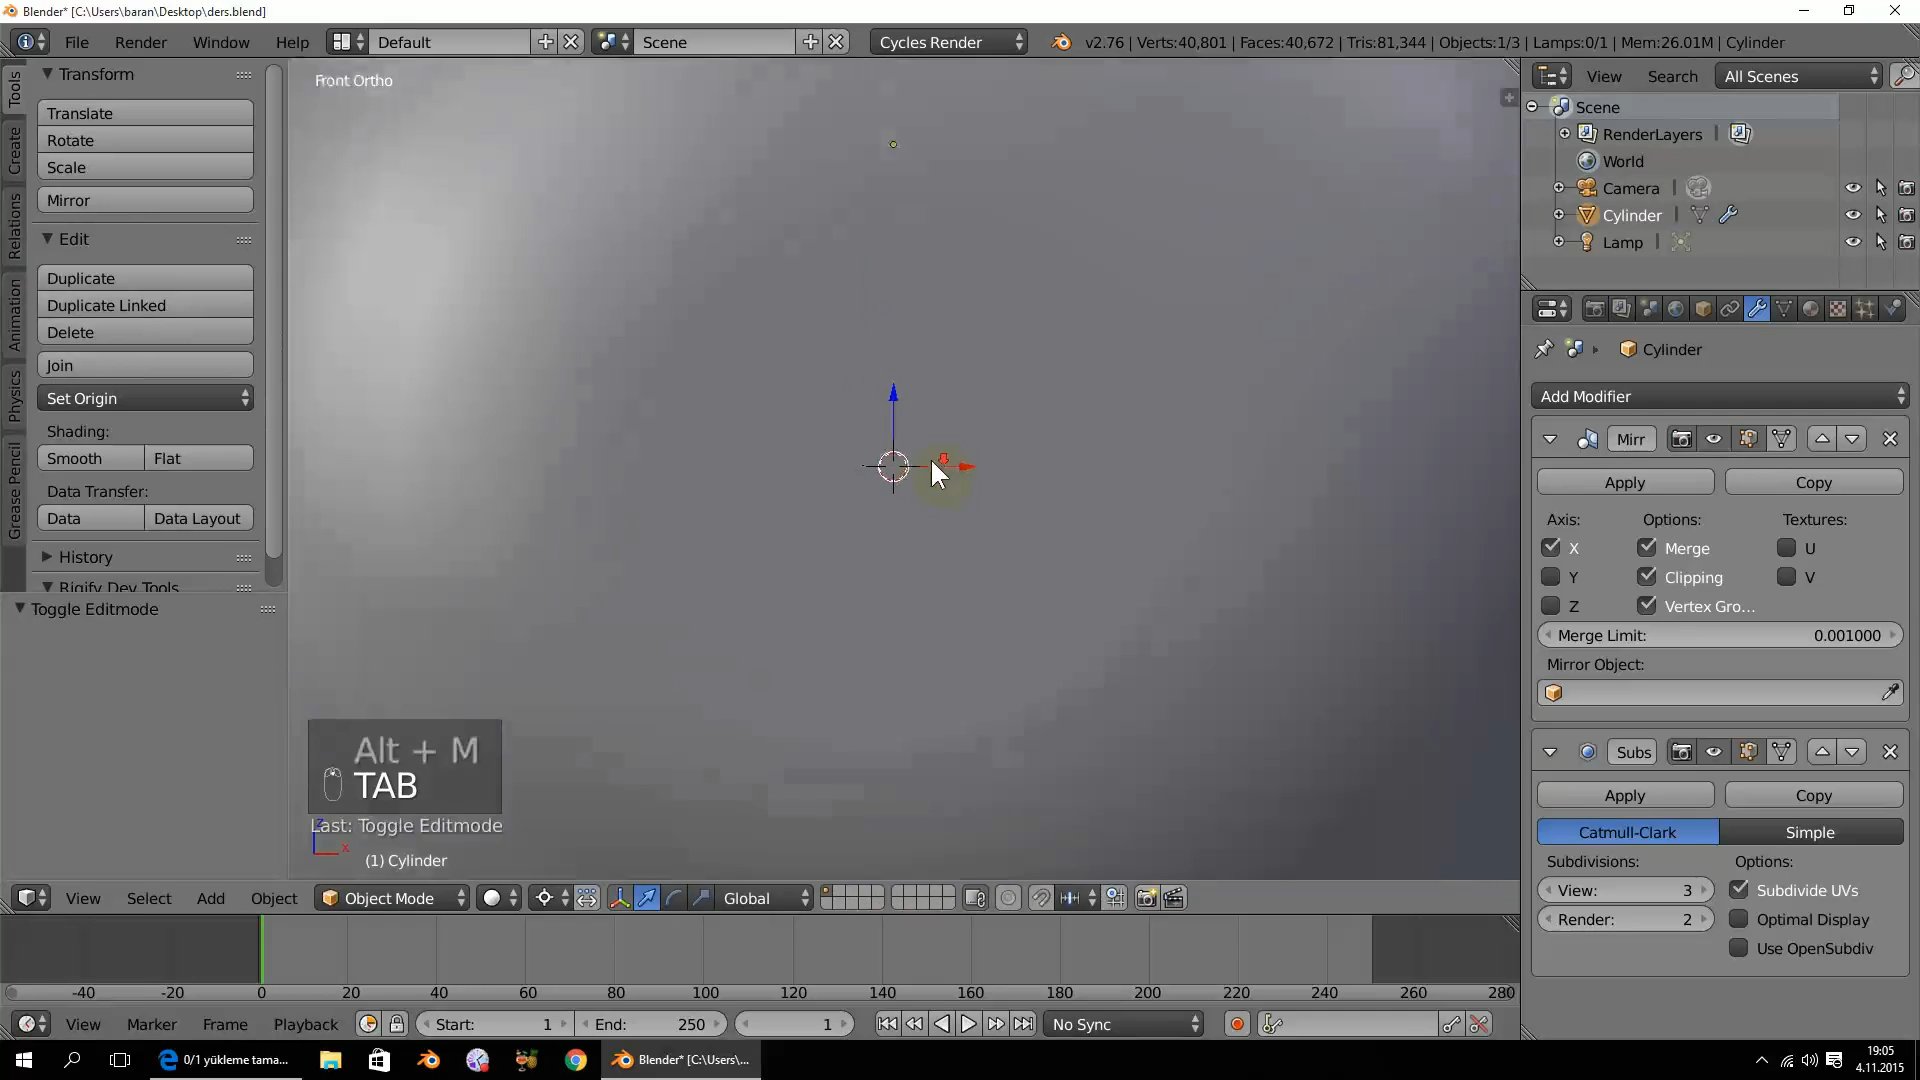 Blender* [C:\Users\baran\Desktop\ders.blend]
File Render Window Help Default Scene Cycles Render v2.76 | Verts:40,801 | Faces:40,672 | Tris:81,344 | Objects:1/3 | Lamps:0/1 | Mem:26.01M | Cylinder
Tools
Create
Relations
Animation
Physics
Grease Pencil
Transform
Translate
Rotate
Scale
Mirror
Edit
Duplicate
Duplicate Linked
Delete
Join
Set Origin
Shading:
Smooth Flat
Data Transfer:
Data Data Layout
History
Rigify Dev Tools
Toggle Editmode
Front Ortho
Alt + M
TAB
Last: Toggle Editmode
z
x
(1) Cylinder
View Search All Scenes
Scene
RenderLayers
World
Camera
Cylinder
Lamp
Cylinder
Add Modifier
Mirr
Apply Copy
Axis: Options: Textures:
X Merge U
Y Clipping V
Z Vertex Gro...
Merge Limit: 0.001000
Mirror Object:
Subs
Apply Copy
Catmull-Clark Simple
Subdivisions: Options:
View: 3 Subdivide UVs
Render: 2 Optimal Display
Use OpenSubdiv
View Select Add Object Object Mode Global
-40 -20 0 20 40 60 80 100 120 140 160 180 200 220 240 260 280
View Marker Frame Playback Start: 1 End: 250 1 No Sync
0/1 yükleme tama... Blender* [C:\Users\... 19:05
4.11.2015